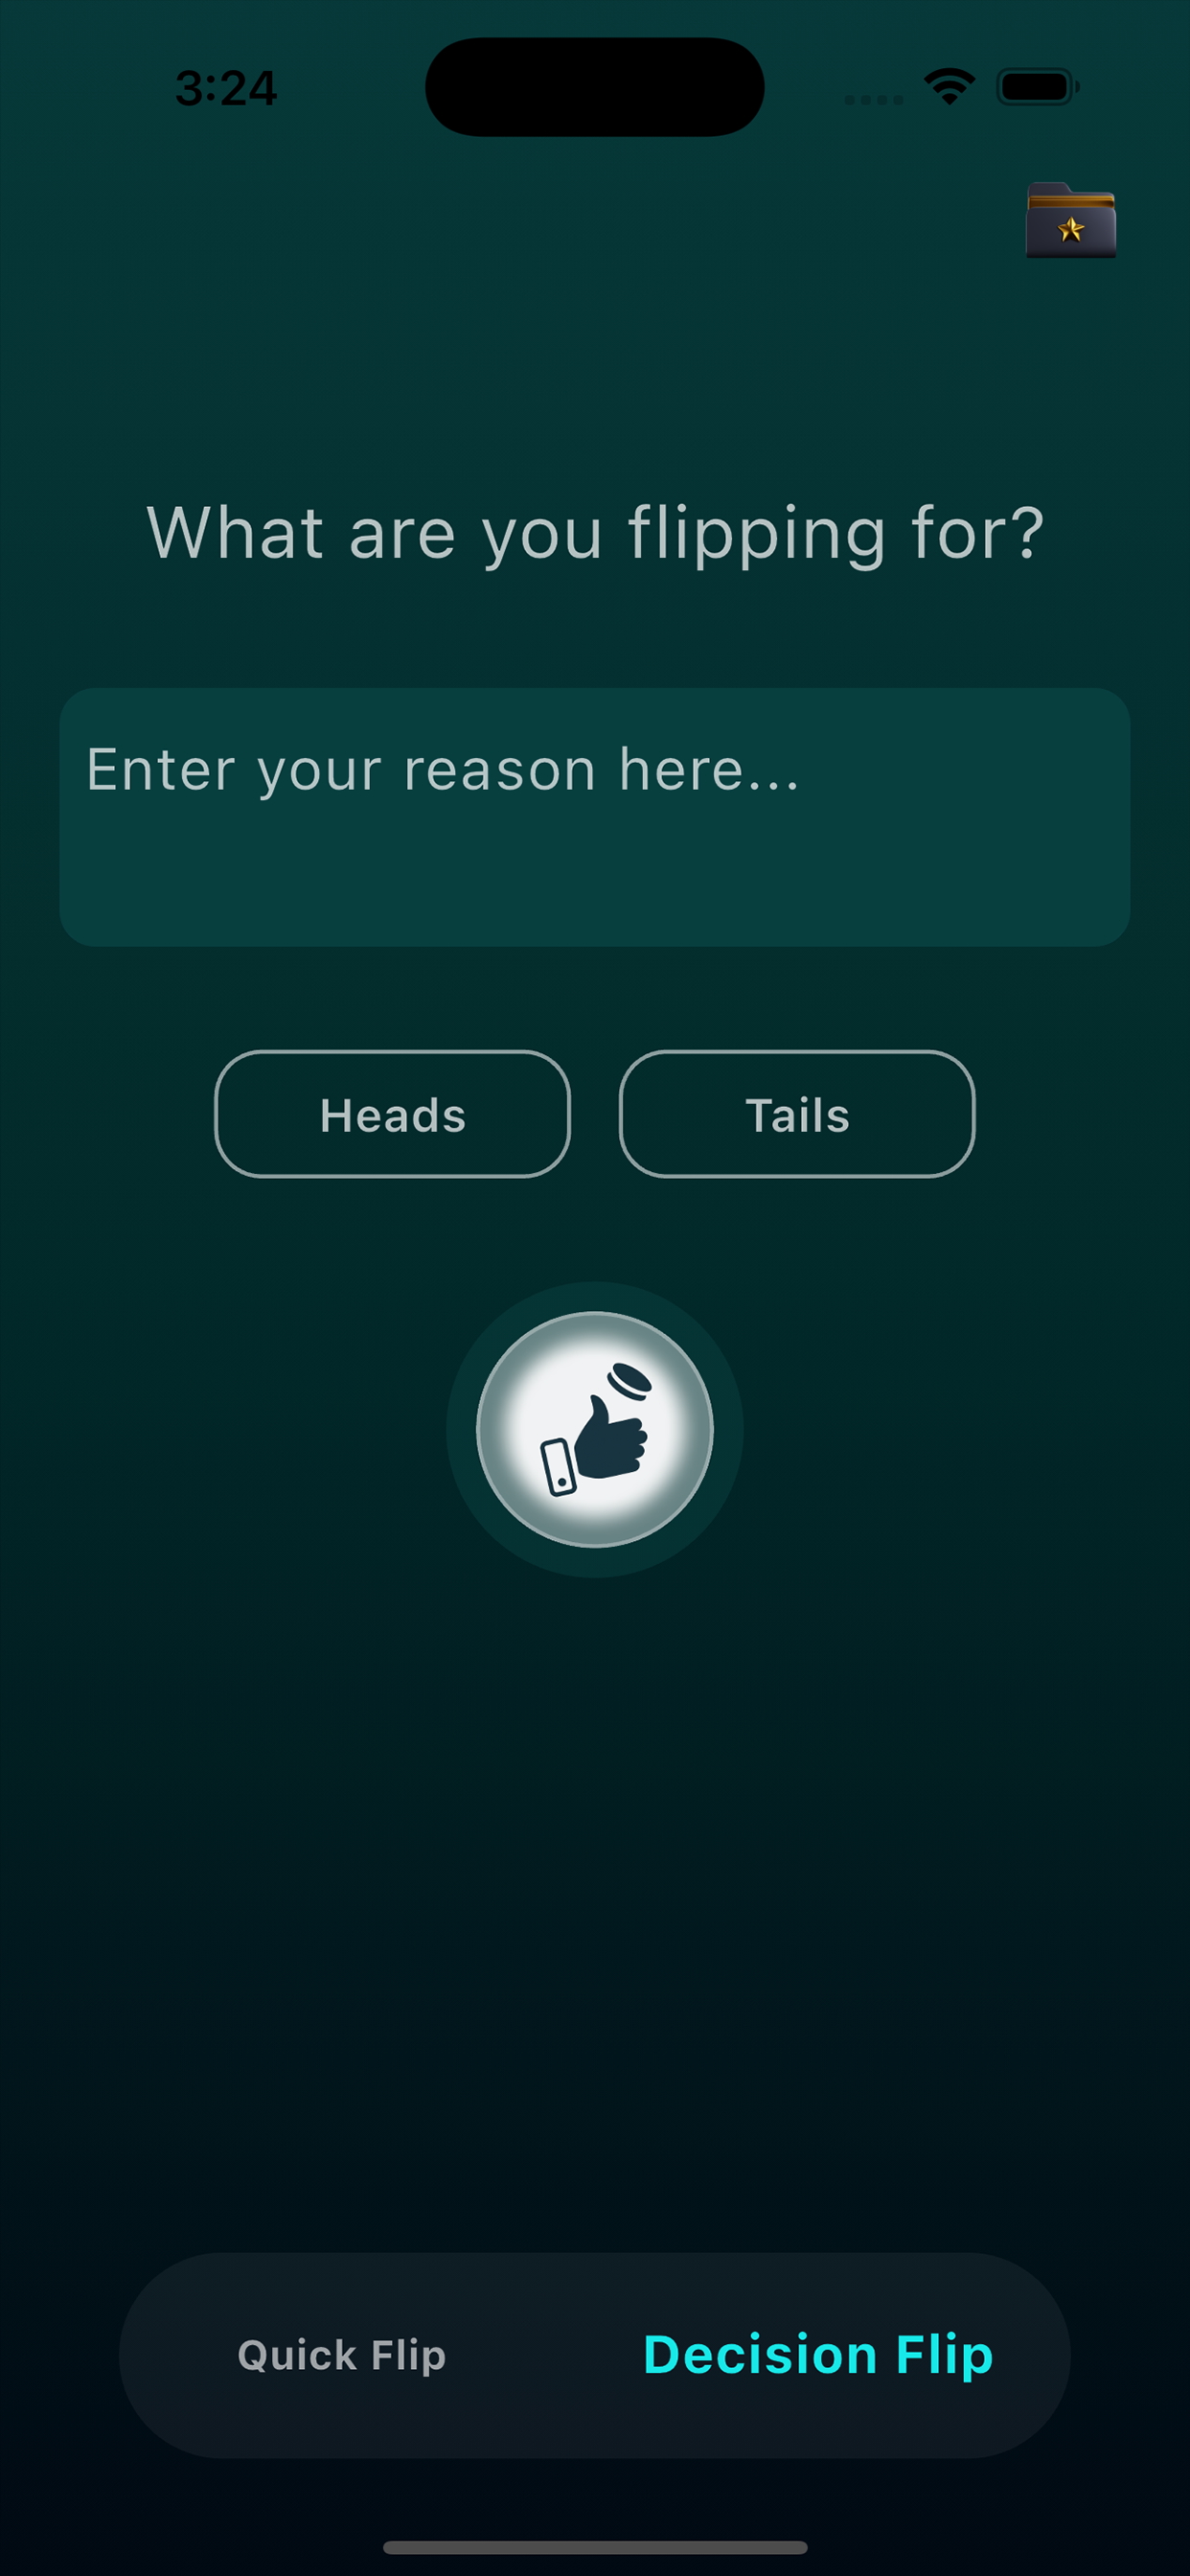 3:24
What are you flipping for?
Enter your reason here...
Heads
Tails
Quick Flip
Decision Flip